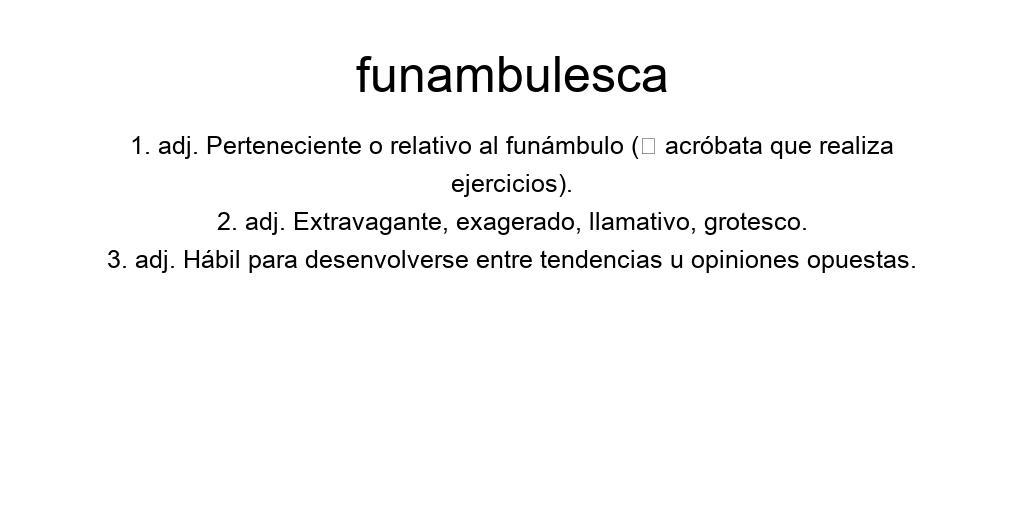 funambulesca
1. adj. Perteneciente o relativo al funámbulo (□ acróbata que realiza
ejercicios).
2. adj. Extravagante, exagerado, llamativo, grotesco.
3. adj. Hábil para desenvolverse entre tendencias u opiniones opuestas.